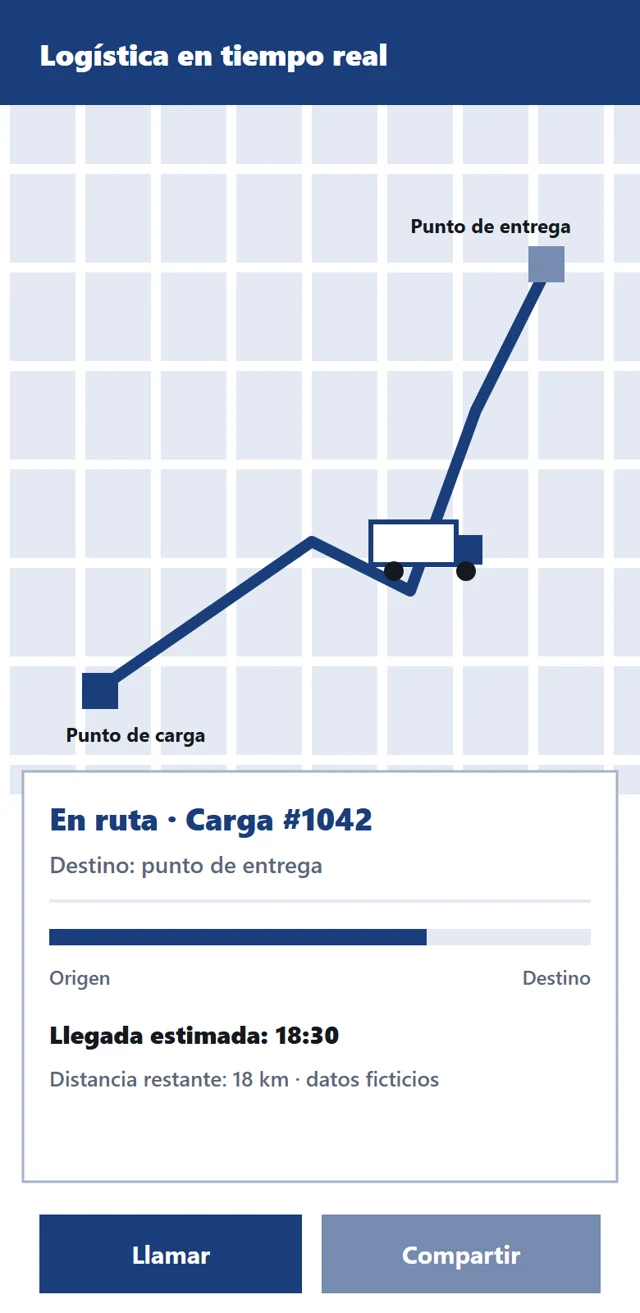 Logística en tiempo real
Punto de entrega
Punto de carga
En ruta · Carga #1042
Destino: punto de entrega
Origen
Destino
Llegada estimada: 18:30
Distancia restante: 18 km · datos ficticios
Llamar
Compartir